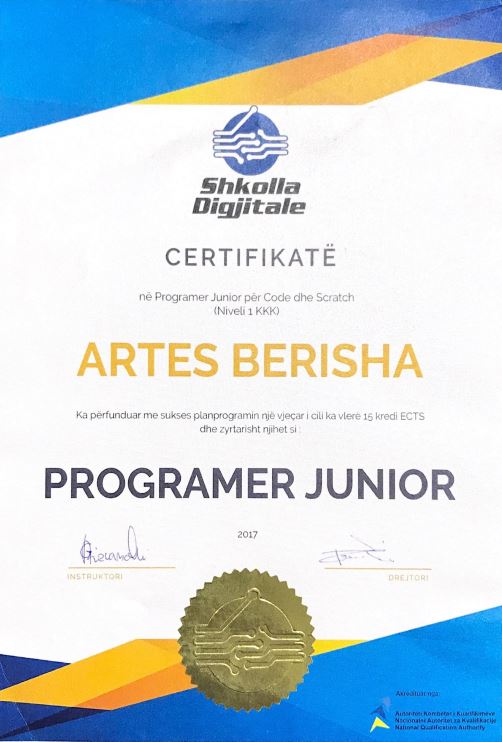 Shkolla
Digjitale
CERTIFIKATË
në Programer Junior për Code dhe Scratch
(Niveli 1 KKK)
ARTES BERISHA
Ka përfunduar me sukses planprogramin një vjeçar i cili ka vlerë 15 kredi ECTS
dhe zyrtarisht njihet si :
PROGRAMER JUNIOR
2017
INSTRUKTORI
DREJTORI
Akredituar nga:
Autoriteti Kombëtar i Kualifikimeve
Nacionalni Autoritet za Kvalifikacije
National Qualification Authority